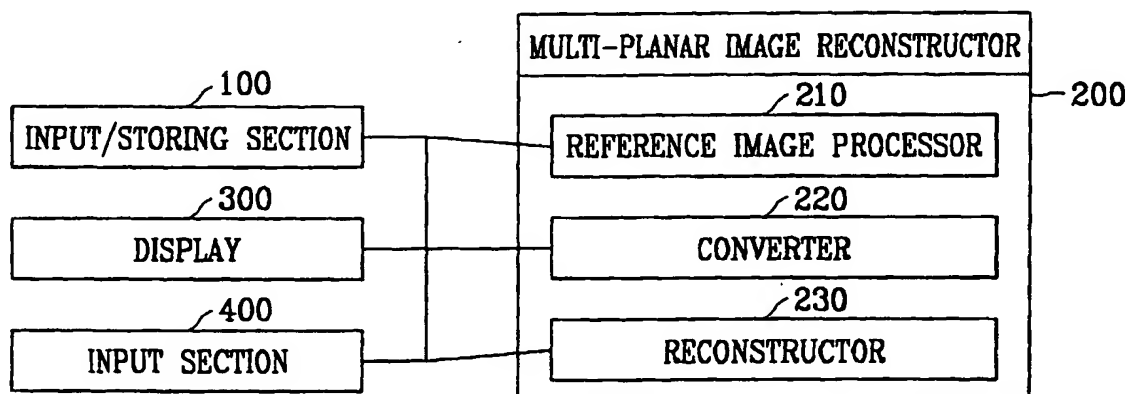 MULTI-PLANAR IMAGE RECONSTRUCTOR
200
100
INPUT/STORING SECTION
210
REFERENCE IMAGE PROCESSOR
300
DISPLAY
220
CONVERTER
400
INPUT SECTION
230
RECONSTRUCTOR